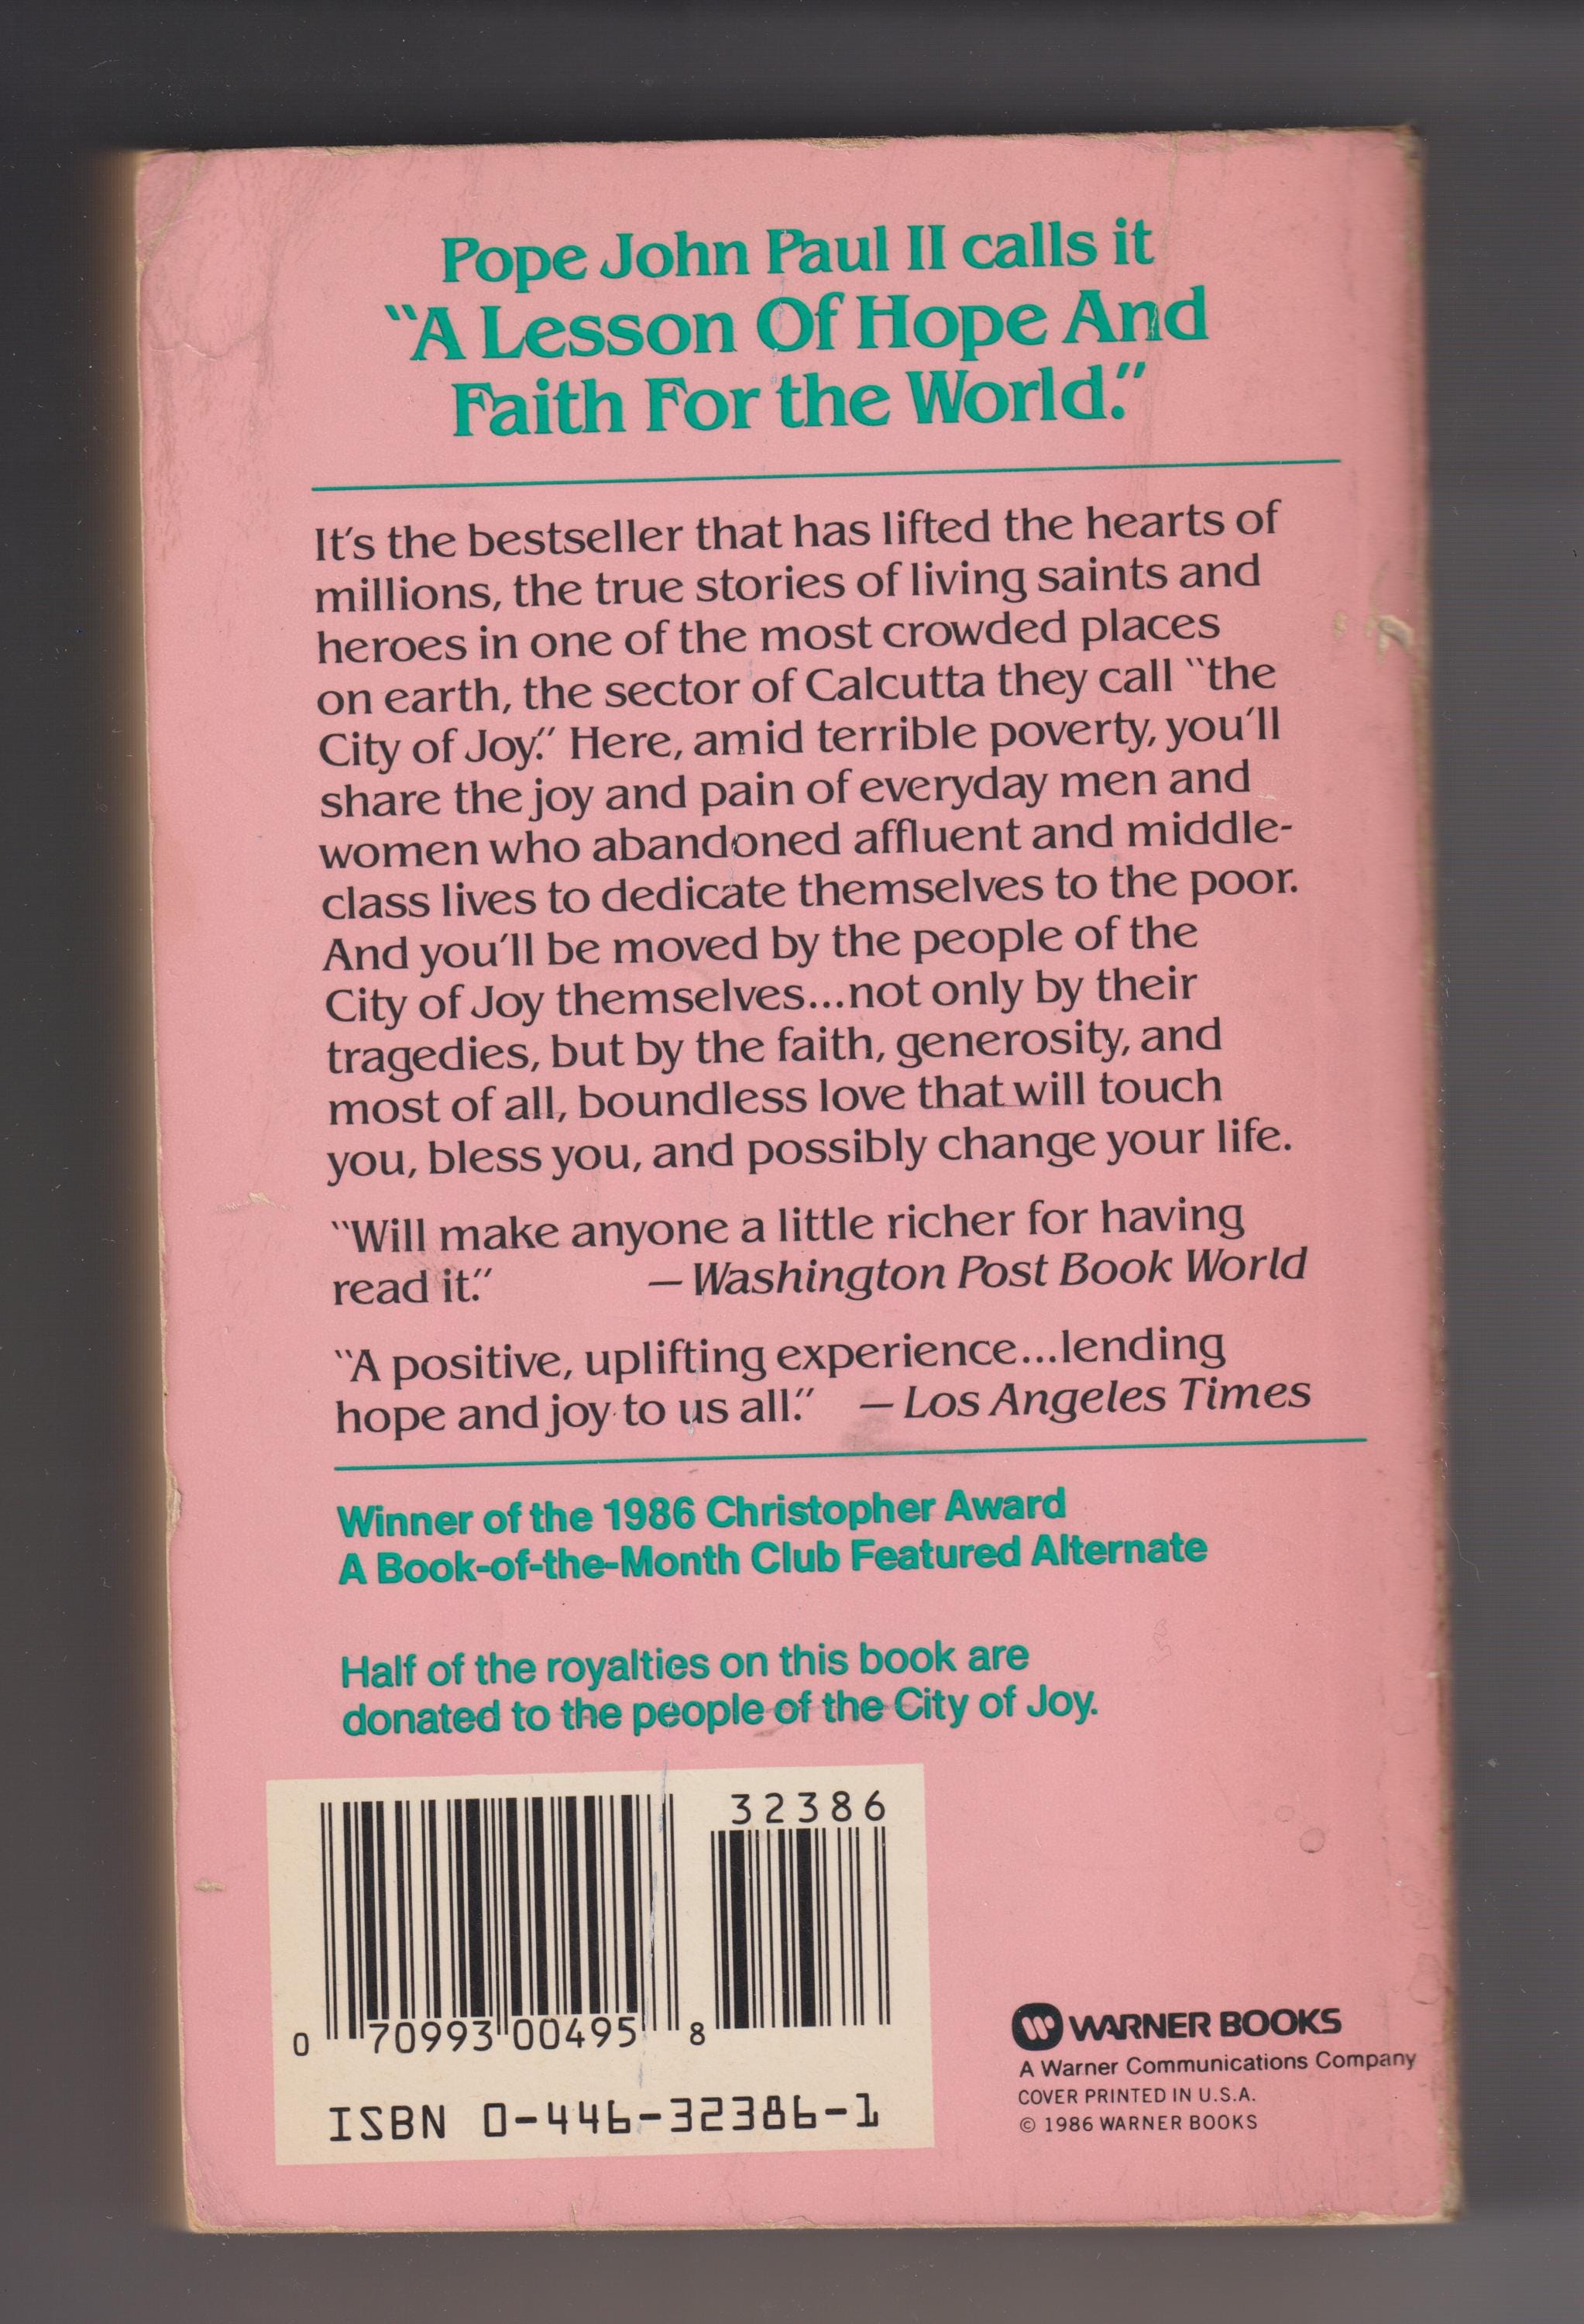 Pope John Paul II calls it
"A Lesson Of Hope And
Faith For the World."
It's the bestseller that has lifted the hearts of
millions, the true stories of living saints and
heroes in one of the most crowded places
on earth, the sector of Calcutta they call "the
City of Joy." Here, amid terrible poverty, you'll
share the joy and pain of everyday men and
women who abandoned affluent and middle-
class lives to dedicate themselves to the poor.
And you'll be moved by the people of the
City of Joy themselves...not only by their
tragedies, but by the faith, generosity, and
most of all, boundless love that will touch
you, bless you, and possibly change your life.
"Will make anyone a little richer for having
read it." — Washington Post Book World
"A positive, uplifting experience...lending
hope and joy to us all." — Los Angeles Times
Winner of the 1986 Christopher Award
A Book-of-the-Month Club Featured Alternate
Half of the royalties on this book are
donated to the people of the City of Joy.
32386
0 70993 00495 8
ISBN 0-446-32386-1
WARNER BOOKS
A Warner Communications Company
COVER PRINTED IN U.S.A.
© 1986 WARNER BOOKS